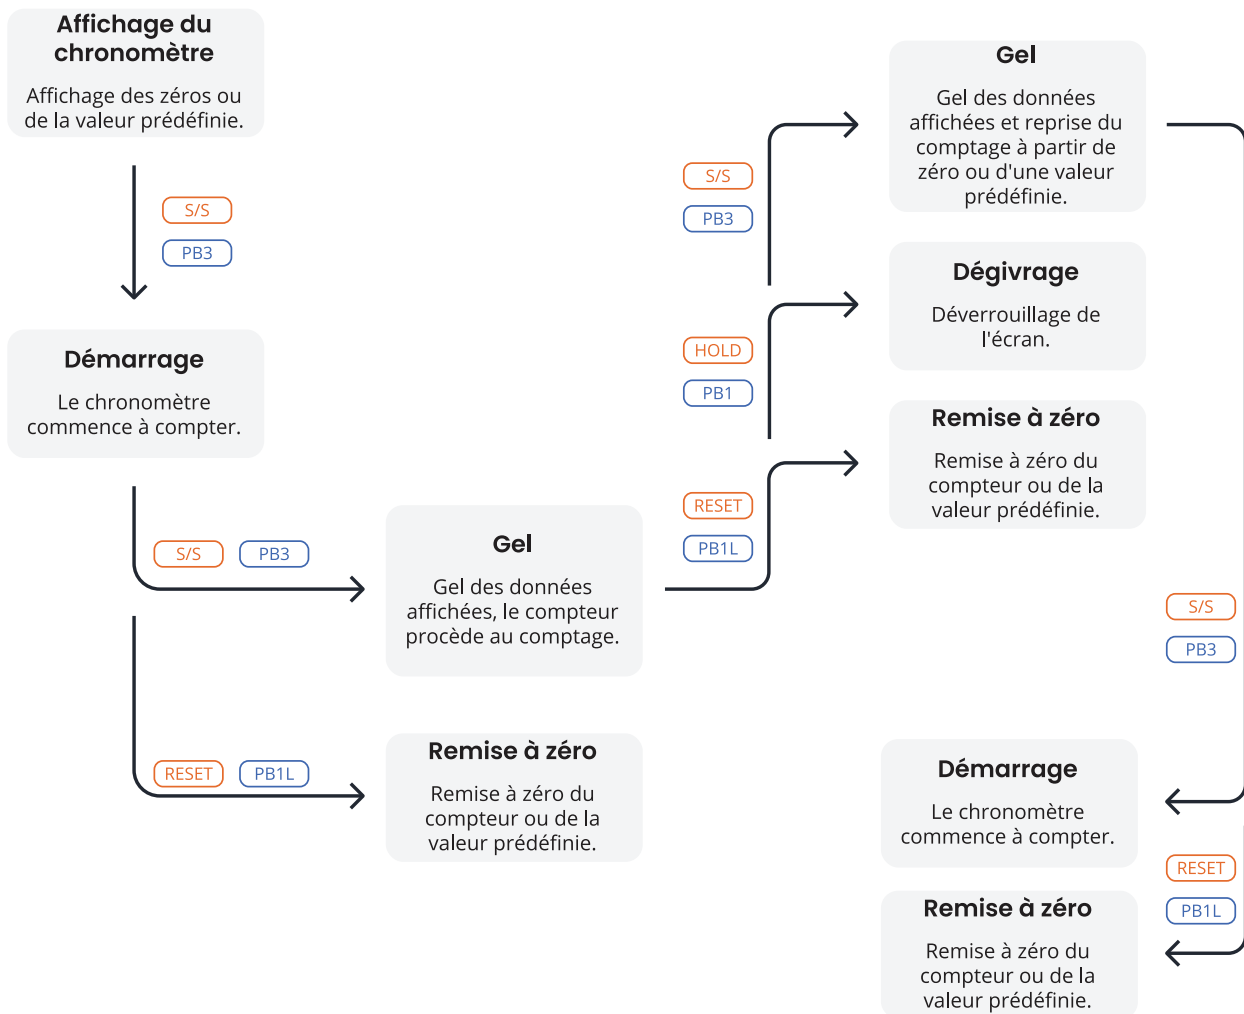 Affichage du
chronomètre
Affichage des zéros ou
de la valeur prédéfinie.
S/S
PB3
Démarrage
Le chronomètre
commence à compter.
S/S PB3
Gel
Gel des données
affichées, le compteur
procède au comptage.
RESET PB1L
Remise à zéro
Remise à zéro du
compteur ou de la
valeur prédéfinie.
S/S
PB3
Gel
Gel des données
affichées et reprise du
comptage à partir de
zéro ou d'une valeur
prédéfinie.
HOLD
PB1
Dégivrage
Déverrouillage de
l'écran.
RESET
PB1L
Remise à zéro
Remise à zéro du
compteur ou de la
valeur prédéfinie.
S/S
PB3
Démarrage
Le chronomètre
commence à compter.
RESET
PB1L
Remise à zéro
Remise à zéro du
compteur ou de la
valeur prédéfinie.